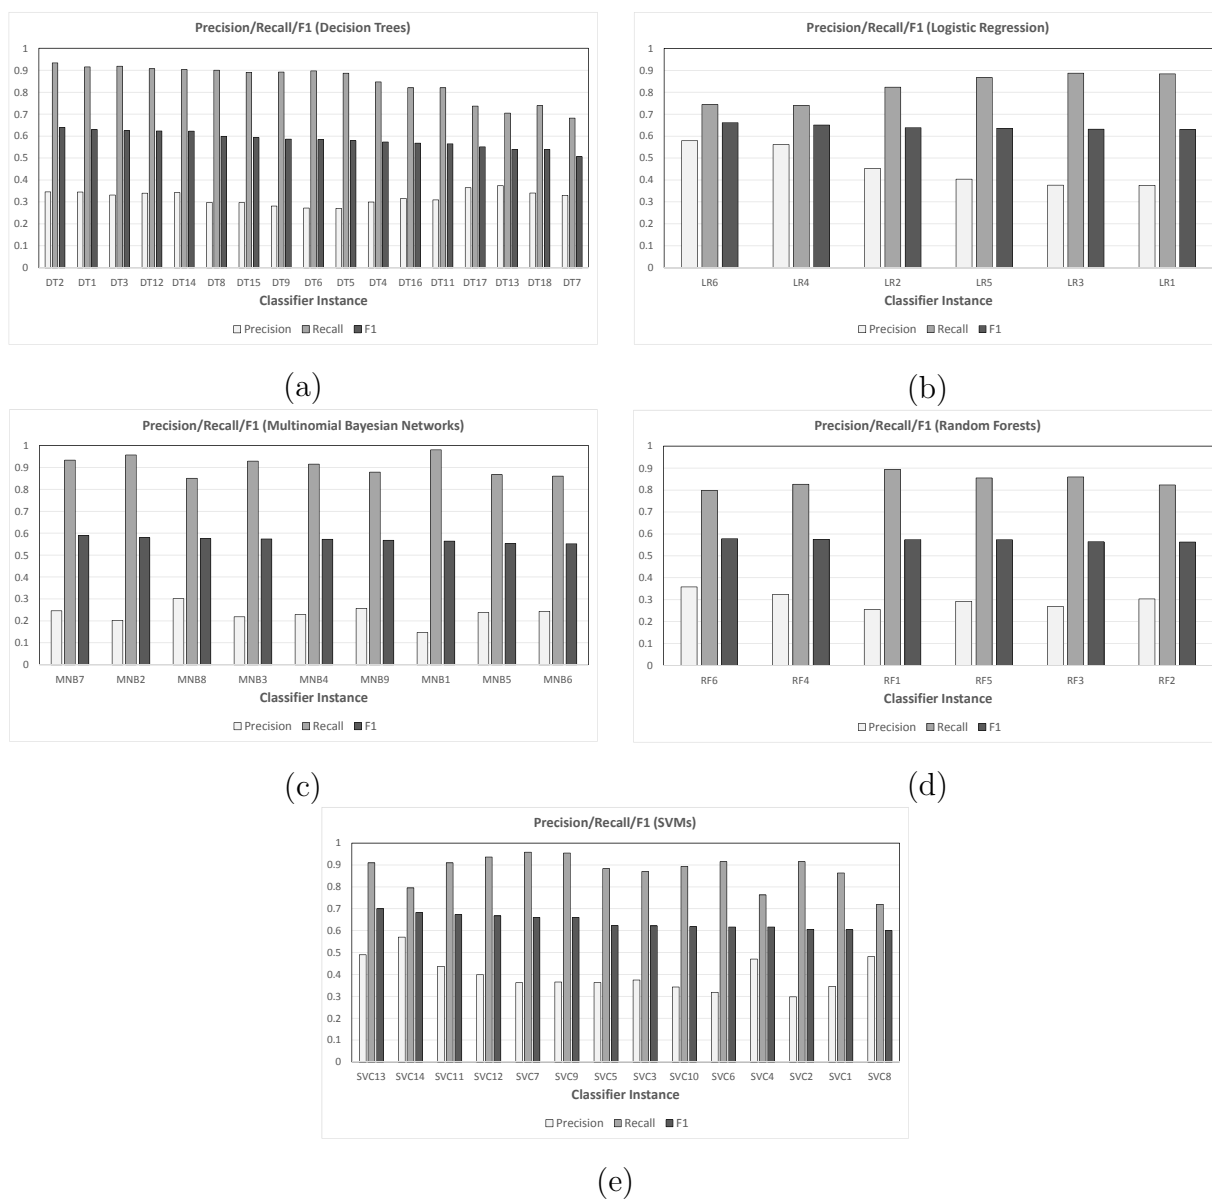 Precision/Recall/F1 (Decision Trees)
1
0.9
0.8
0.7
0.6
0.5
0.4
0.3
0.2
0.1
0
DT2 DT1 DT3 DT12 DT14 DT8 DT15 DT9 DT6 DT5 DT4 DT16 DT11 DT17 DT13 DT18 DT7
Classifier Instance
Precision Recall F1
(a)
Precision/Recall/F1 (Logistic Regression)
1
0.9
0.8
0.7
0.6
0.5
0.4
0.3
0.2
0.1
0
LR6 LR4 LR2 LR5 LR3 LR1
Classifier Instance
Precision Recall F1
(b)
Precision/Recall/F1 (Multinomial Bayesian Networks)
1
0.9
0.8
0.7
0.6
0.5
0.4
0.3
0.2
0.1
0
MNB7 MNB2 MNB8 MNB3 MNB4 MNB9 MNB1 MNB5 MNB6
Classifier Instance
Precision Recall F1
(c)
Precision/Recall/F1 (Random Forests)
1
0.9
0.8
0.7
0.6
0.5
0.4
0.3
0.2
0.1
0
RF6 RF4 RF1 RF5 RF3 RF2
Classifier Instance
Precision Recall F1
(d)
Precision/Recall/F1 (SVMs)
1
0.9
0.8
0.7
0.6
0.5
0.4
0.3
0.2
0.1
0
SVC13 SVC14 SVC11 SVC12 SVC7 SVC9 SVC5 SVC3 SVC10 SVC6 SVC4 SVC2 SVC1 SVC8
Classifier Instance
Precision Recall F1
(e)